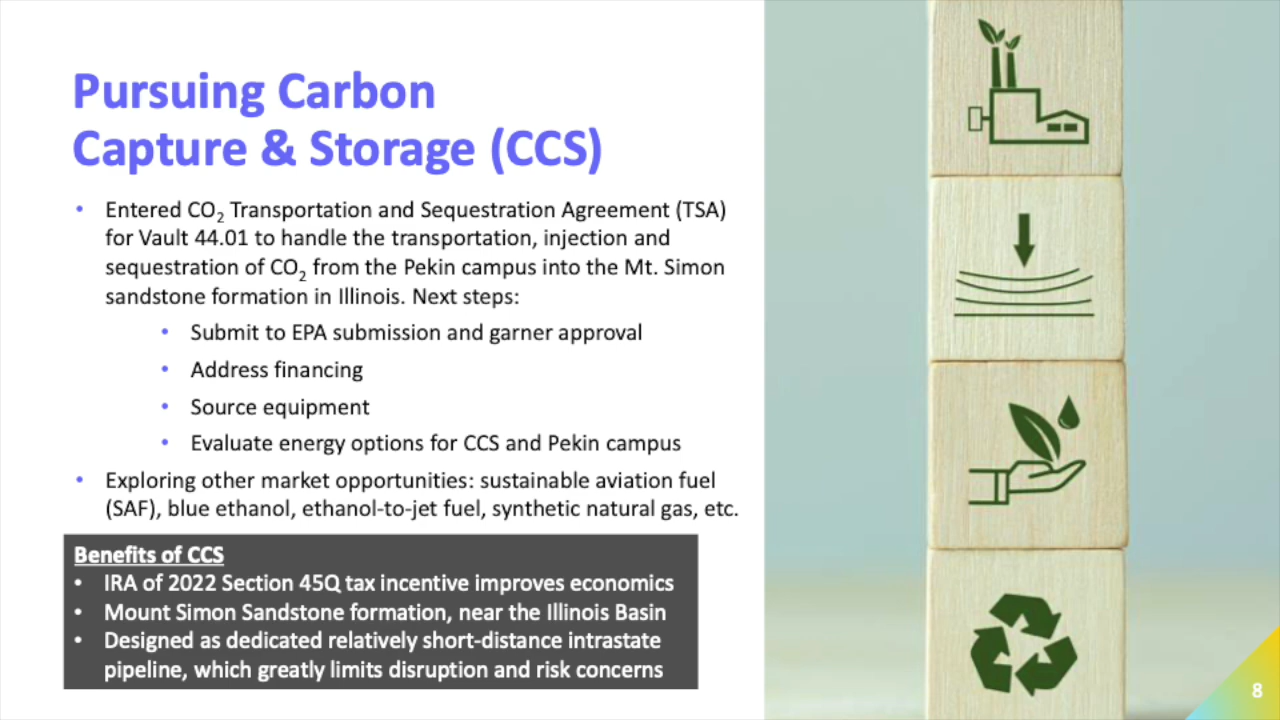 Pursuing Carbon
Capture & Storage (CCS)
• Entered CO₂ Transportation and Sequestration Agreement (TSA)
for Vault 44.01 to handle the transportation, injection and
sequestration of CO₂ from the Pekin campus into the Mt. Simon
sandstone formation in Illinois. Next steps:
• Submit to EPA submission and garner approval
• Address financing
• Source equipment
• Evaluate energy options for CCS and Pekin campus
• Exploring other market opportunities: sustainable aviation fuel
(SAF), blue ethanol, ethanol-to-jet fuel, synthetic natural gas, etc.
Benefits of CCS
• IRA of 2022 Section 45Q tax incentive improves economics
• Mount Simon Sandstone formation, near the Illinois Basin
• Designed as dedicated relatively short-distance intrastate
pipeline, which greatly limits disruption and risk concerns
8